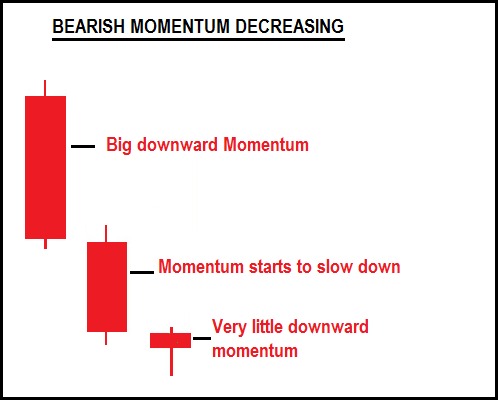 BEARISH MOMENTUM DECREASING
Big downward Momentum
Momentum starts to slow down
Very little downward
momentum